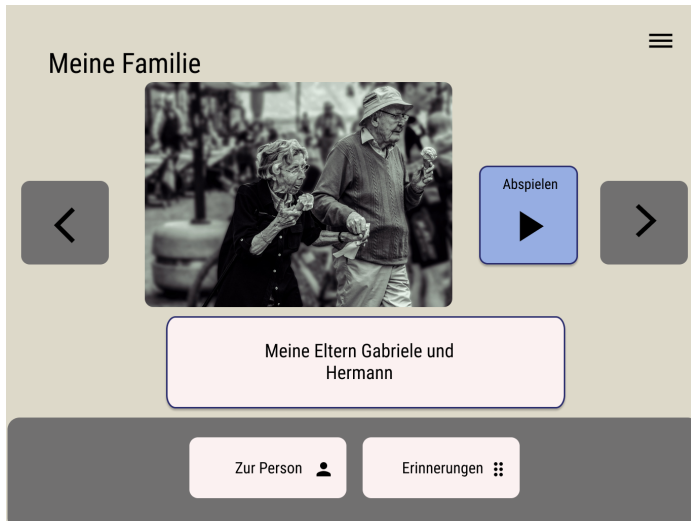 Meine Familie
Abspielen
Meine Eltern Gabriele und
Hermann
Zur Person
Erinnerungen